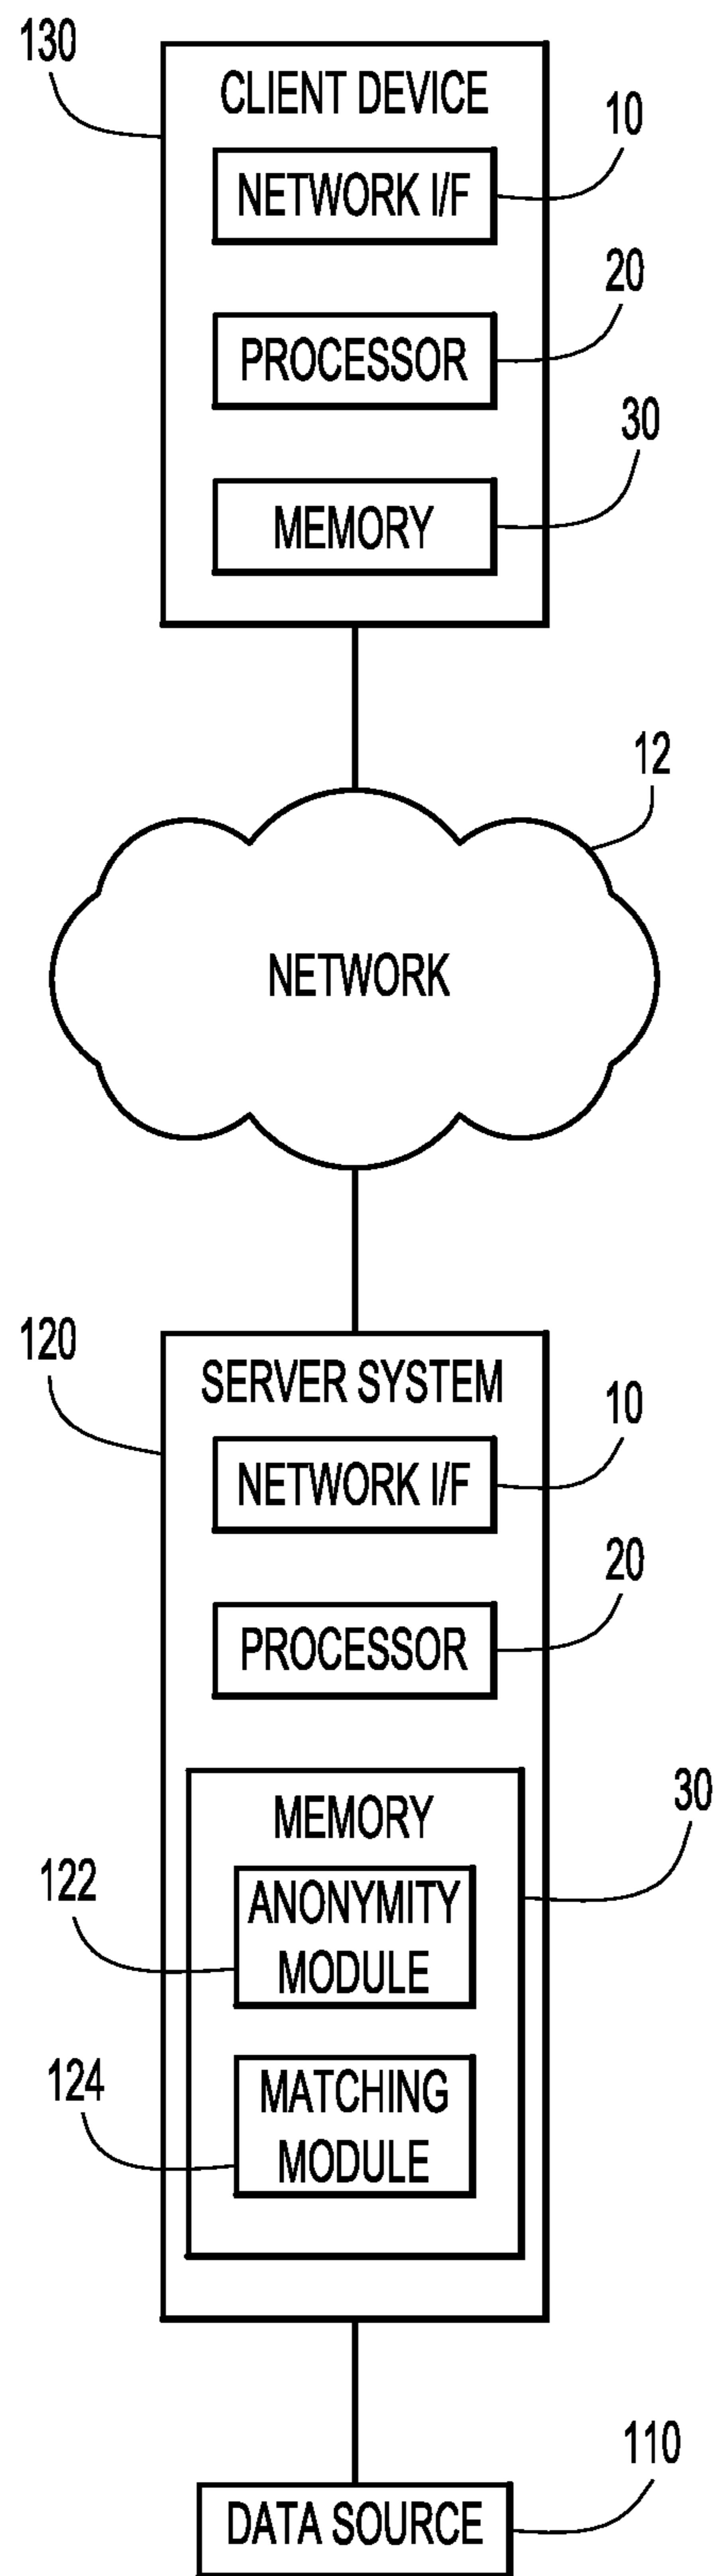 130
CLIENT DEVICE
10
NETWORK I/F
20
PROCESSOR
30
MEMORY
12
NETWORK
120
SERVER SYSTEM
10
NETWORK I/F
20
PROCESSOR
30
MEMORY
122
ANONYMITY
MODULE
124
MATCHING
MODULE
110
DATA SOURCE